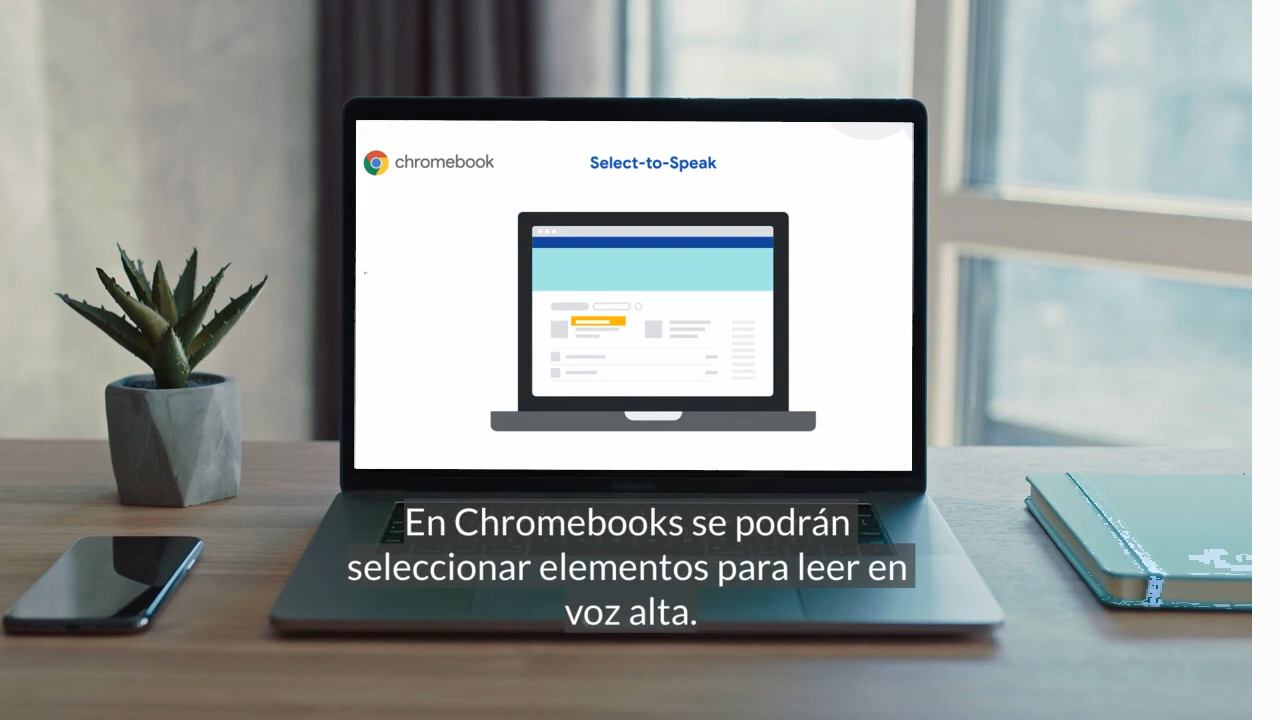 chromebook
Select-to-Speak
En Chromebooks se podrán
seleccionar elementos para leer en
voz alta.